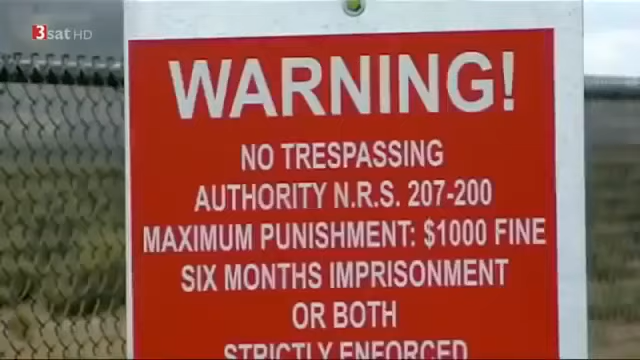 3sat HD
WARNING!
NO TRESPASSING
AUTHORITY N.R.S. 207-200
MAXIMUM PUNISHMENT: $1000 FINE
SIX MONTHS IMPRISONMENT
OR BOTH
STRICTLY ENFORCED